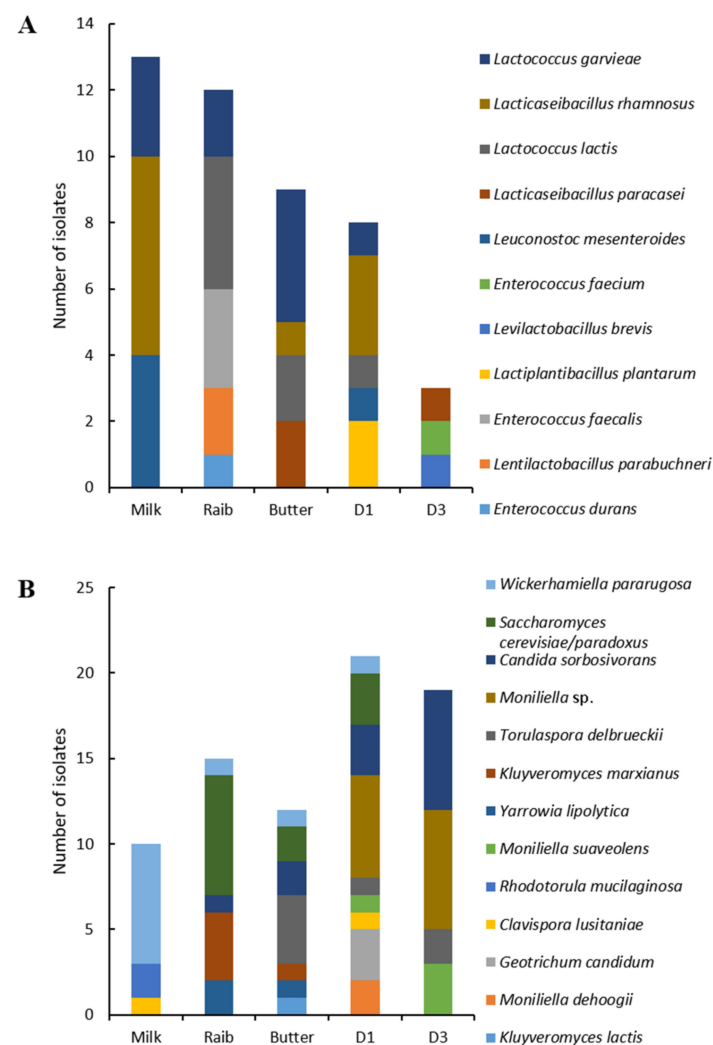 A
14
12
10
8
6
4
2
0
Number of isolates
Milk
Raib
Butter
D1
D3
Lactococcus garvieae
Lacticaseibacillus rhamnosus
Lactococcus lactis
Lacticaseibacillus paracasei
Leuconostoc mesenteroides
Enterococcus faecium
Levilactobacillus brevis
Lactiplantibacillus plantarum
Enterococcus faecalis
Lentilactobacillus parabuchneri
Enterococcus durans
B
25
20
15
10
5
0
Number of isolates
Milk
Raib
Butter
D1
D3
Wickerhamiella pararugosa
Saccharomyces
cerevisiae/paradoxus
Candida sorbosivorans
Moniliella sp.
Torulaspora delbrueckii
Kluyveromyces marxianus
Yarrowia lipolytica
Moniliella suaveolens
Rhodotorula mucilaginosa
Clavispora lusitaniae
Geotrichum candidum
Moniliella dehoogii
Kluyveromyces lactis